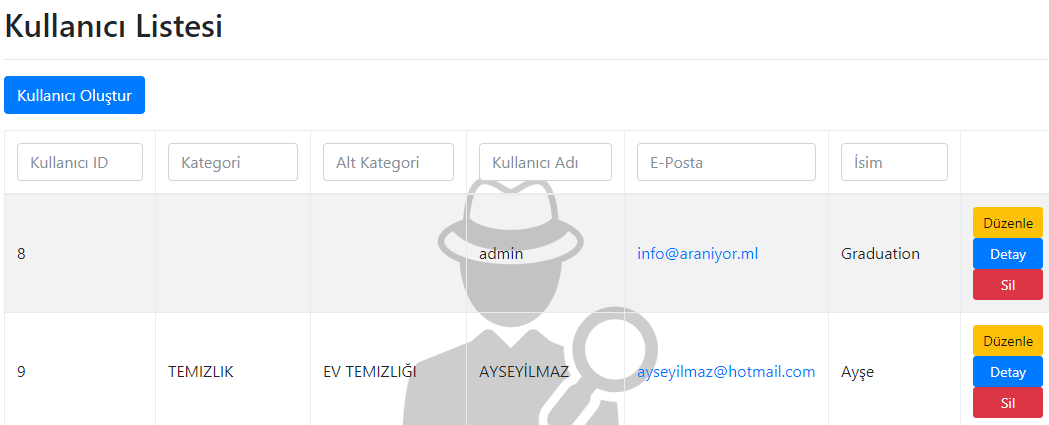 Kullanıcı Listesi
Kullanıcı Oluştur
Kullanıcı ID Kategori Alt Kategori Kullanıcı Adı E-Posta İsim
8 admin info@araniyor.ml Graduation Düzenle
Detay
Sil
9 TEMIZLIK EV TEMIZLIĞI AYSEYİLMAZ ayseyilmaz@hotmail.com Ayşe Düzenle
Detay
Sil